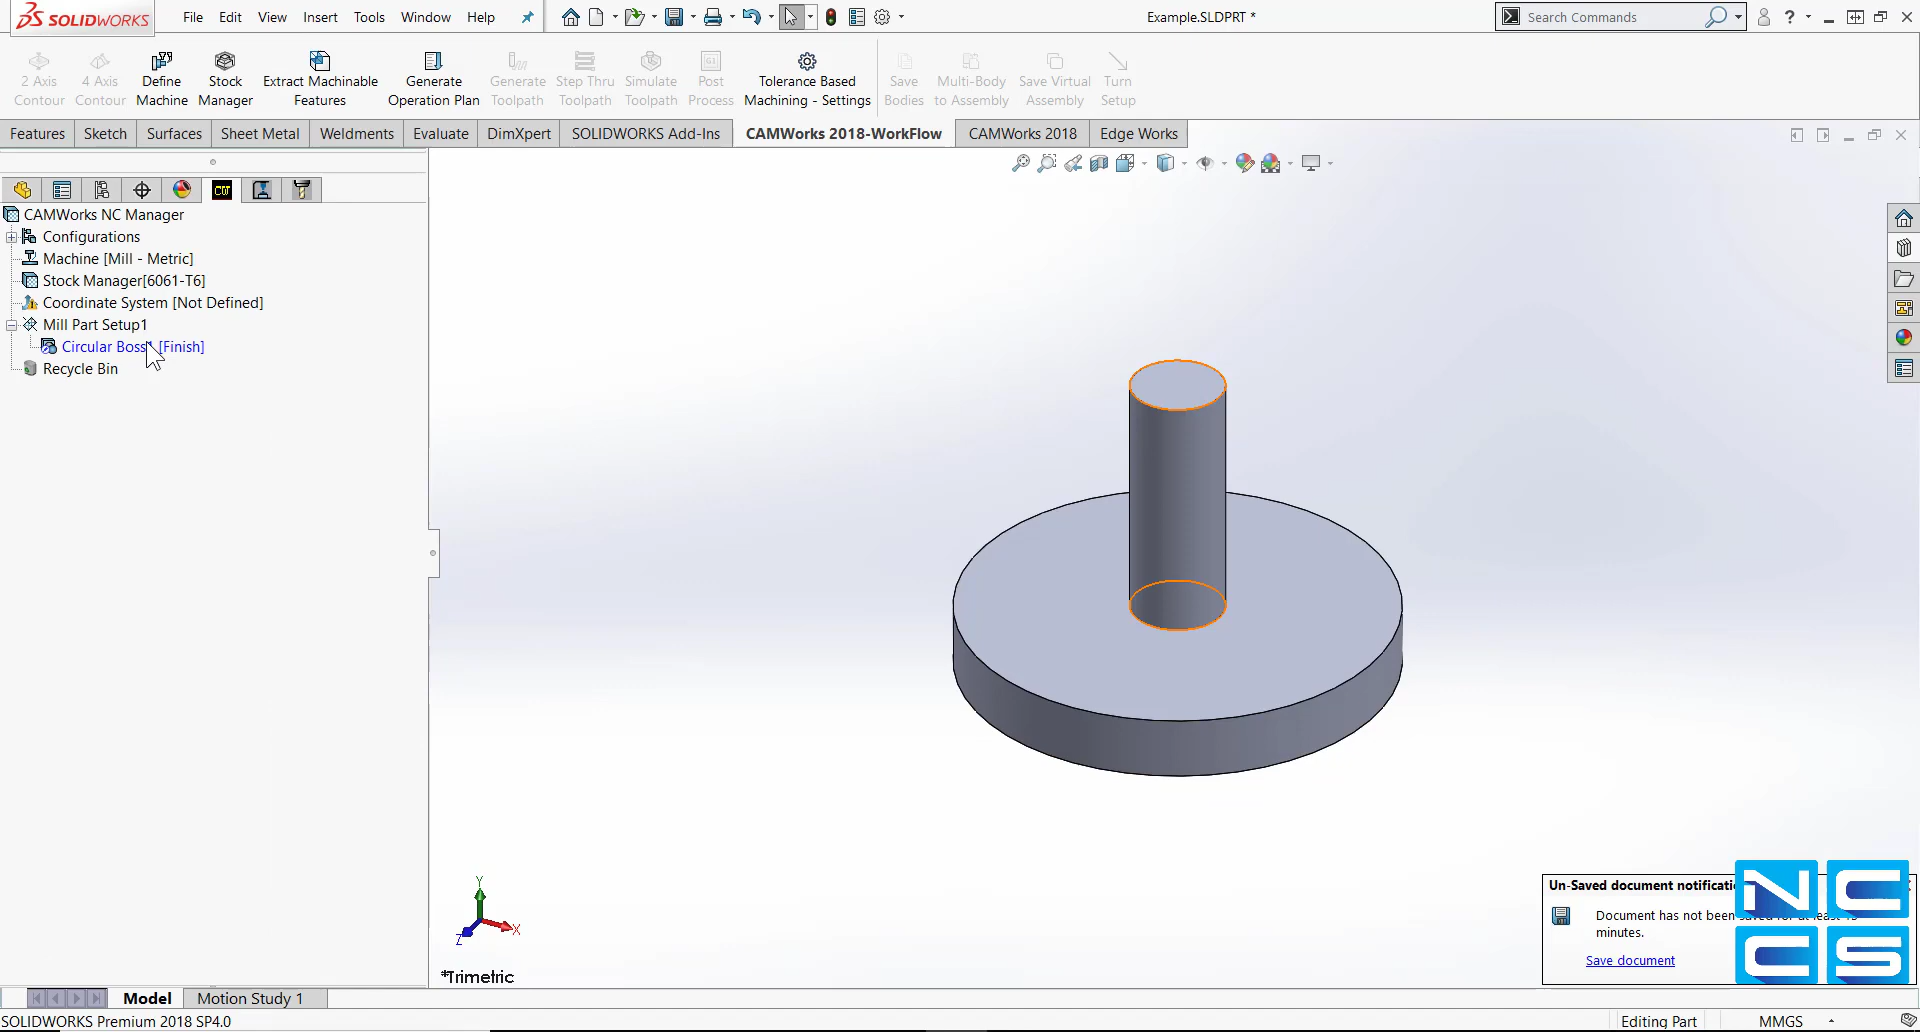 SOLIDWORKS
File Edit View Insert Tools Window Help
Example.SLDPRT *
Search Commands
?
2 Axis Contour
4 Axis Contour
Define Machine
Stock Manager
Extract Machinable Features
Generate Operation Plan
Generate Toolpath
Step Thru Toolpath
Simulate Toolpath
Post Process
Tolerance Based Machining - Settings
Save Bodies
Multi-Body to Assembly
Save Virtual Assembly
Turn Setup
Features Sketch Surfaces Sheet Metal Weldments Evaluate DimXpert SOLIDWORKS Add-Ins CAMWorks 2018-WorkFlow CAMWorks 2018 Edge Works
CW
CAMWorks NC Manager
Configurations
Machine [Mill - Metric]
Stock Manager[6061-T6]
Coordinate System [Not Defined]
Mill Part Setup1
Circular Boss [Finish]
Recycle Bin
Y
X
Z
*Trimetric
Un-Saved document
Document has not been
minutes.
Save document
NCCS
Model Motion Study 1
SOLIDWORKS Premium 2018 SP4.0
Editing Part MMGS